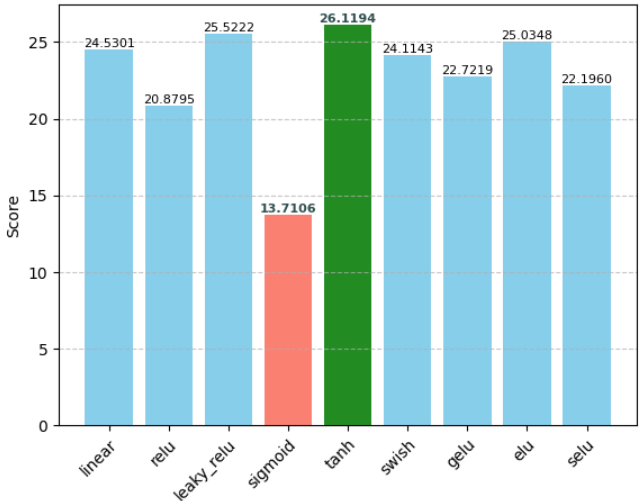 26.1194
25.5222
25.0348
24.5301
24.1143
22.7219
22.1960
20.8795
13.7106
25
20
15
10
5
0
Score
linear
relu
leaky_relu
sigmoid
tanh
swish
gelu
elu
selu